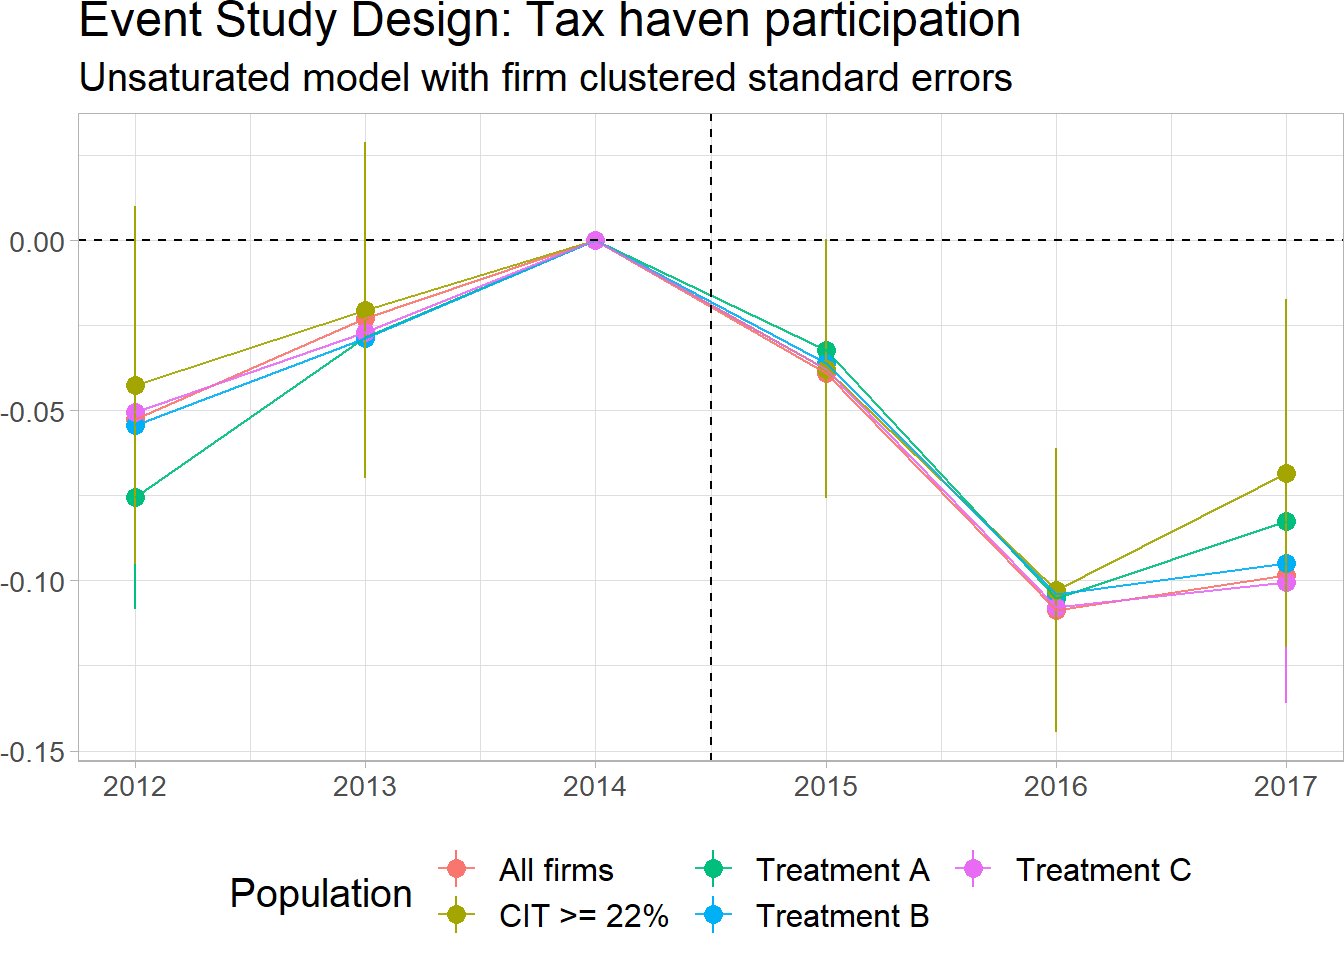 Event Study Design: Tax haven participation
Unsaturated model with firm clustered standard errors
0.00
-0.05
-0.10
-0.15
2012 2013 2014 2015 2016 2017
Population
All firms Treatment A Treatment C
CIT >= 22% Treatment B